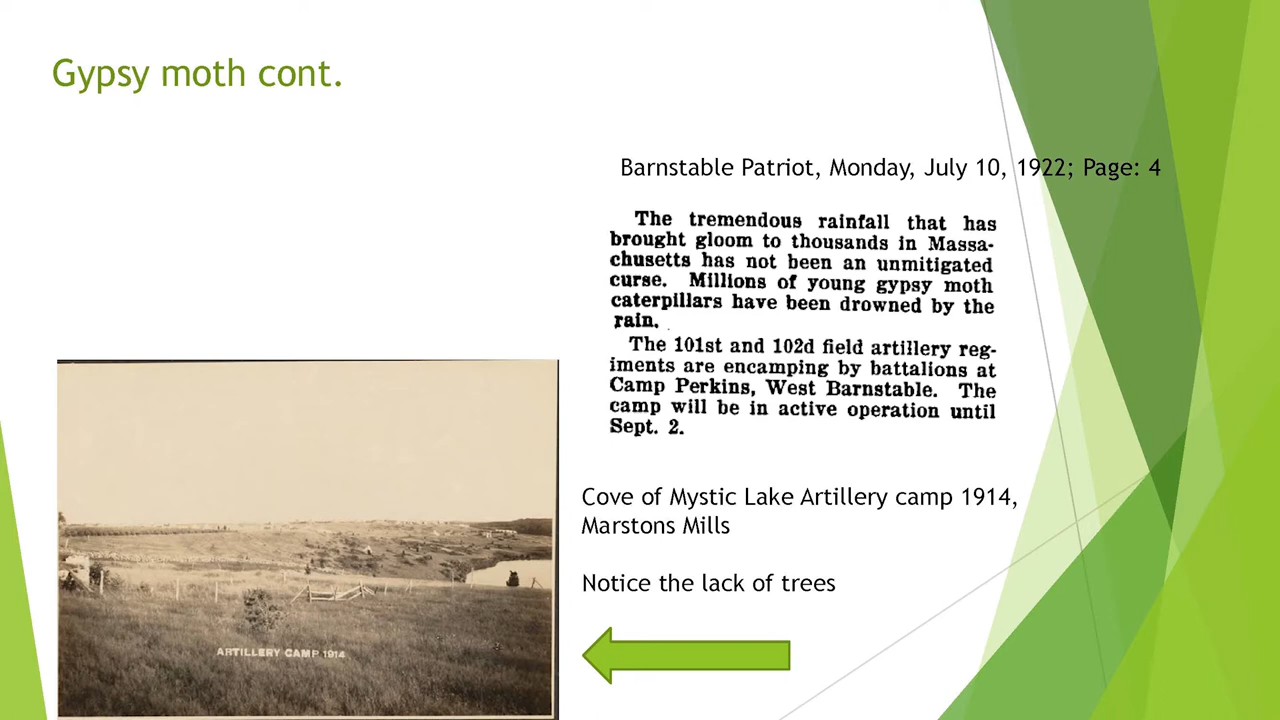 Gypsy moth cont.
Barnstable Patriot, Monday, July 10, 1922; Page: 4
The tremendous rainfall that has
brought gloom to thousands in Massa-
chusetts has not been an unmitigated
curse. Millions of young gypsy moth
caterpillars have been drowned by the
rain.
The 101st and 102d field artillery reg-
iments are encamping by battalions at
Camp Perkins, West Barnstable. The
camp will be in active operation until
Sept. 2.
Cove of Mystic Lake Artillery camp 1914,
Marstons Mills
Notice the lack of trees
ARTILLERY CAMP 1914